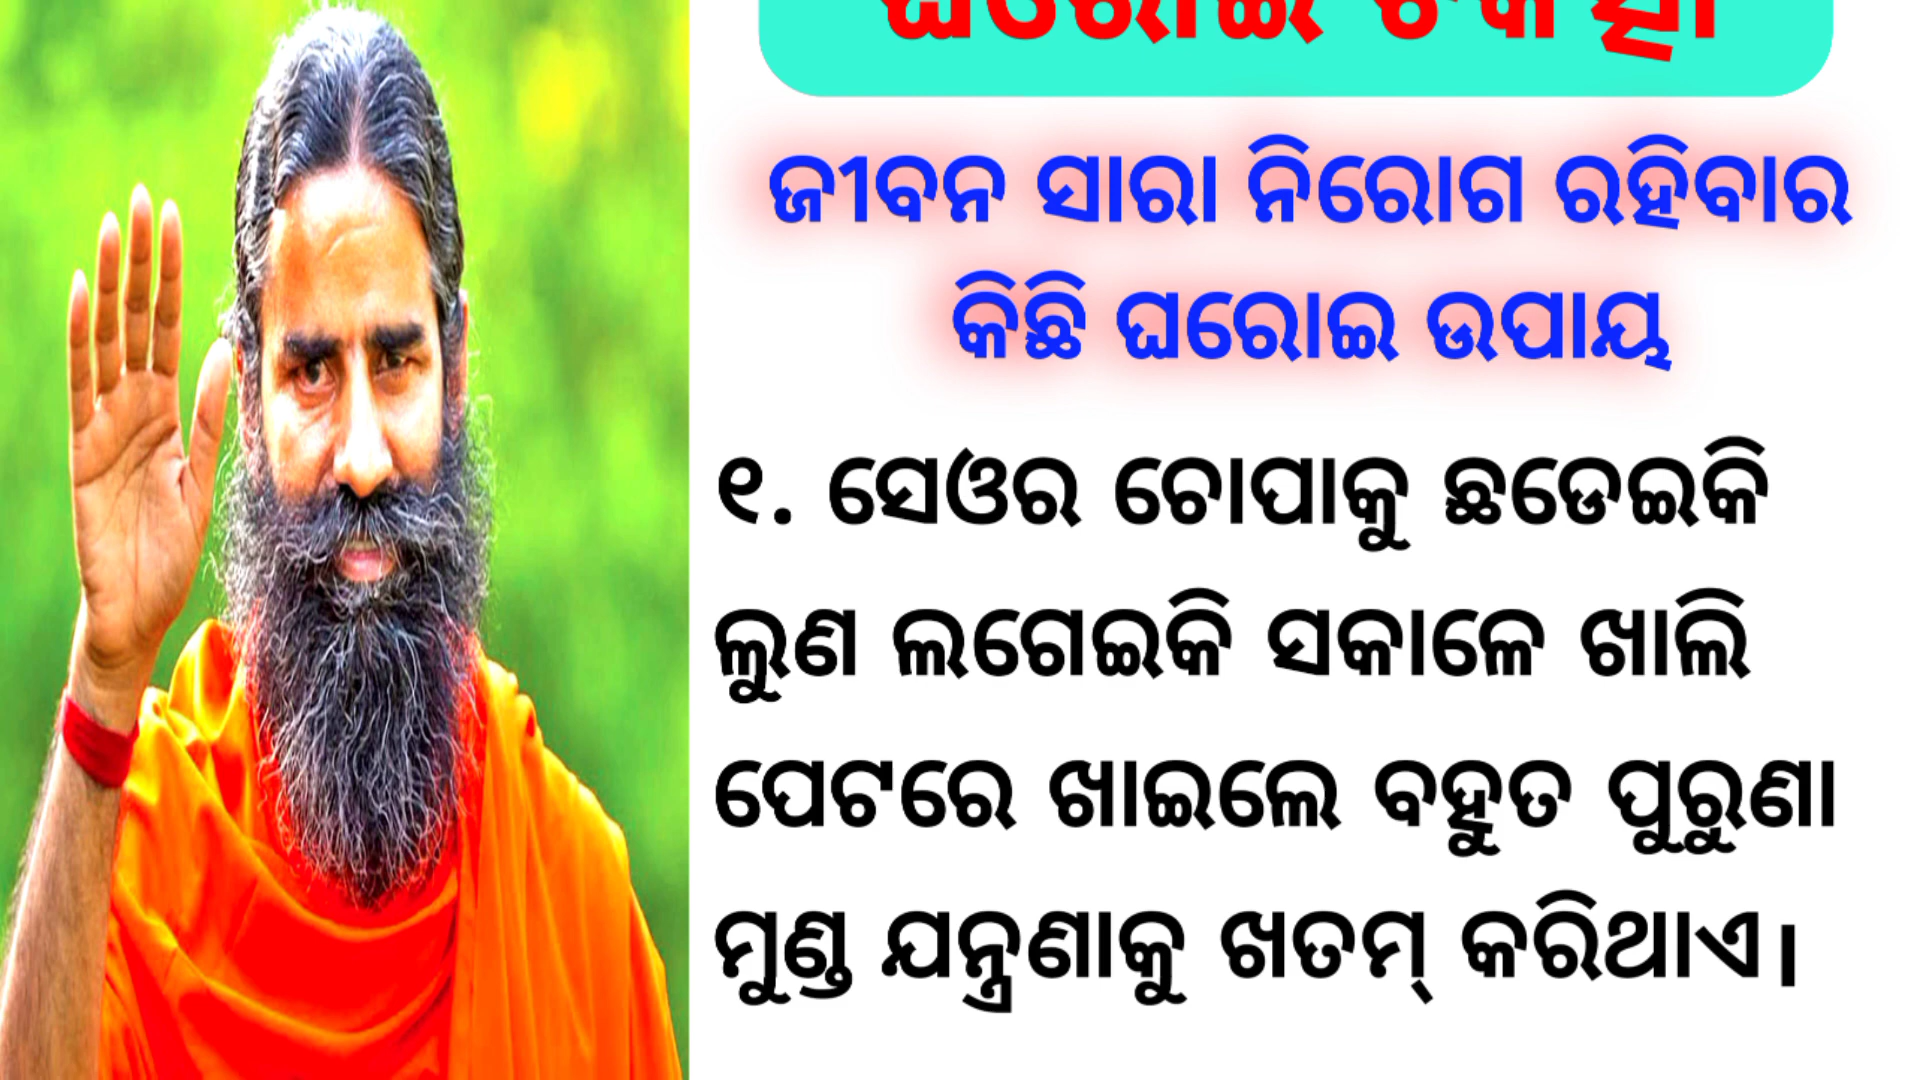 ଜୀବନ ସାରା ନିରୋଗ ରହିବାର
କିଛି ଘରୋଇ ଉପାୟ
୧. ସେଓର ଚୋପାକୁ ଛଡେଇକି
ଲୁଣ ଲଗେଇକି ସକାଳେ ଖାଲି
ପେଟରେ ଖାଇଲେ ବହୁତ ପୁରୁଣା
ମୁଣ୍ଡ ଯନ୍ତ୍ରଣାକୁ ଖତମ୍ କରିଥାଏ।